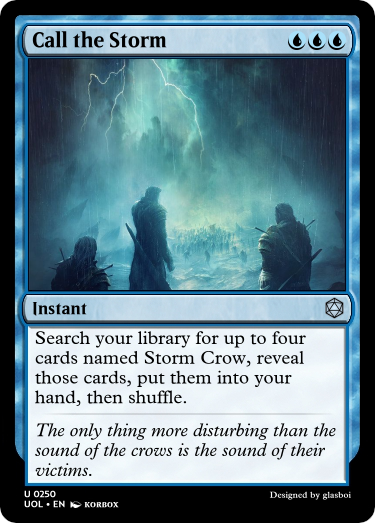 Call the Storm
Instant
Search your library for up to four
cards named Storm Crow, reveal
those cards, put them into your
hand, then shuffle.
The only thing more disturbing than the
sound of the crows is the sound of their
victims.
U 0250
UOL • EN KORBOX
Designed by glasboi